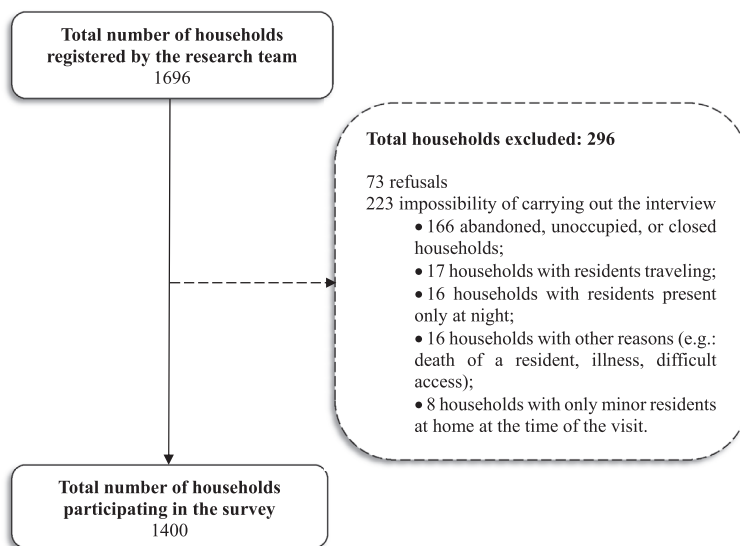 Total number of households
registered by the research team
1696
Total households excluded: 296
73 refusals
223 impossibility of carrying out the interview
• 166 abandoned, unoccupied, or closed
households;
• 17 households with residents traveling;
• 16 households with residents present
only at night;
• 16 households with other reasons (e.g.:
death of a resident, illness, difficult
access);
• 8 households with only minor residents
at home at the time of the visit.
Total number of households
participating in the survey
1400